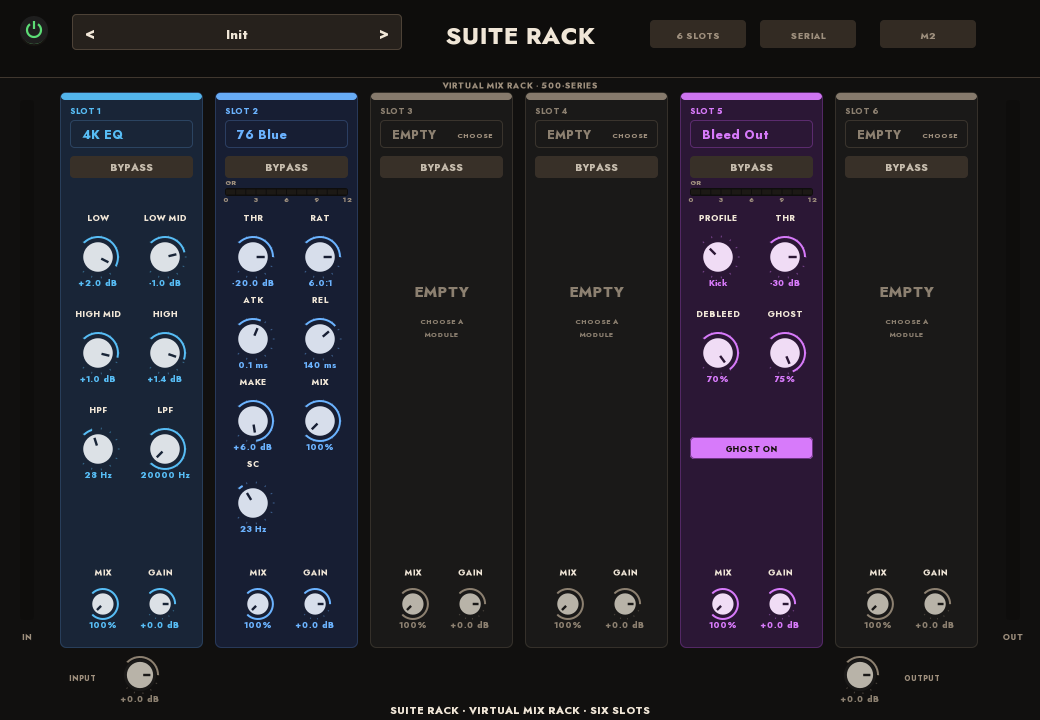 < Init >
SUITE RACK
6 SLOTS SERIAL M2
VIRTUAL MIX RACK · 500-SERIES
SLOT 1
4K EQ
BYPASS
LOW LOW MID
+2.0 dB -1.0 dB
HIGH MID HIGH
+1.0 dB +1.4 dB
HPF LPF
28 Hz 20000 Hz
MIX GAIN
100% +0.0 dB
SLOT 2
76 Blue
BYPASS
GR
0 3 6 9 12
THR RAT
-20.0 dB 6.0:1
ATK REL
0.1 ms 140 ms
MAKE MIX
+6.0 dB 100%
SC
23 Hz
MIX GAIN
100% +0.0 dB
SLOT 3
EMPTY CHOOSE
BYPASS
EMPTY
CHOOSE A
MODULE
MIX GAIN
100% +0.0 dB
SLOT 4
EMPTY CHOOSE
BYPASS
EMPTY
CHOOSE A
MODULE
MIX GAIN
100% +0.0 dB
SLOT 5
Bleed Out
BYPASS
GR
0 3 6 9 12
PROFILE THR
Kick -30 dB
DEBLEED GHOST
70% 75%
GHOST ON
MIX GAIN
100% +0.0 dB
SLOT 6
EMPTY CHOOSE
BYPASS
EMPTY
CHOOSE A
MODULE
MIX GAIN
100% +0.0 dB
IN
OUT
INPUT
+0.0 dB
OUTPUT
+0.0 dB
SUITE RACK · VIRTUAL MIX RACK · SIX SLOTS